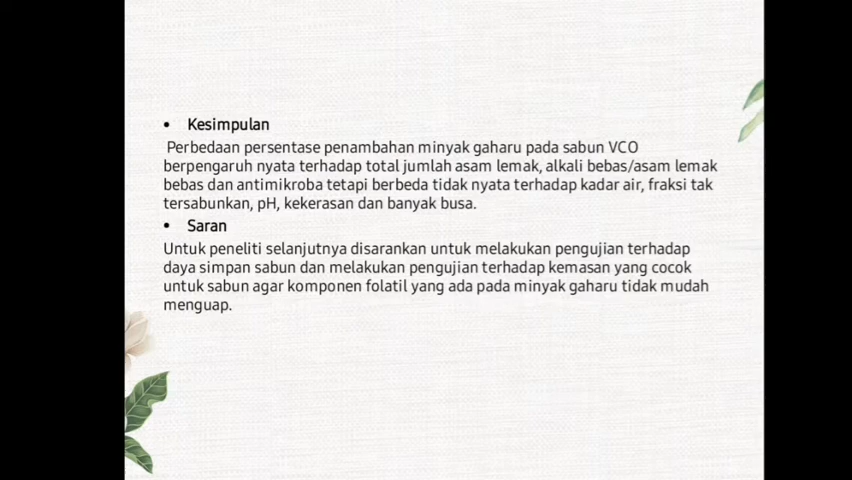 • Kesimpulan
Perbedaan persentase penambahan minyak gaharu pada sabun VCO
berpengaruh nyata terhadap total jumlah asam lemak, alkali bebas/asam lemak
bebas dan antimikroba tetapi berbeda tidak nyata terhadap kadar air, fraksi tak
tersabunkan, pH, kekerasan dan banyak busa.
• Saran
Untuk peneliti selanjutnya disarankan untuk melakukan pengujian terhadap
daya simpan sabun dan melakukan pengujian terhadap kemasan yang cocok
untuk sabun agar komponen folatil yang ada pada minyak gaharu tidak mudah
menguap.